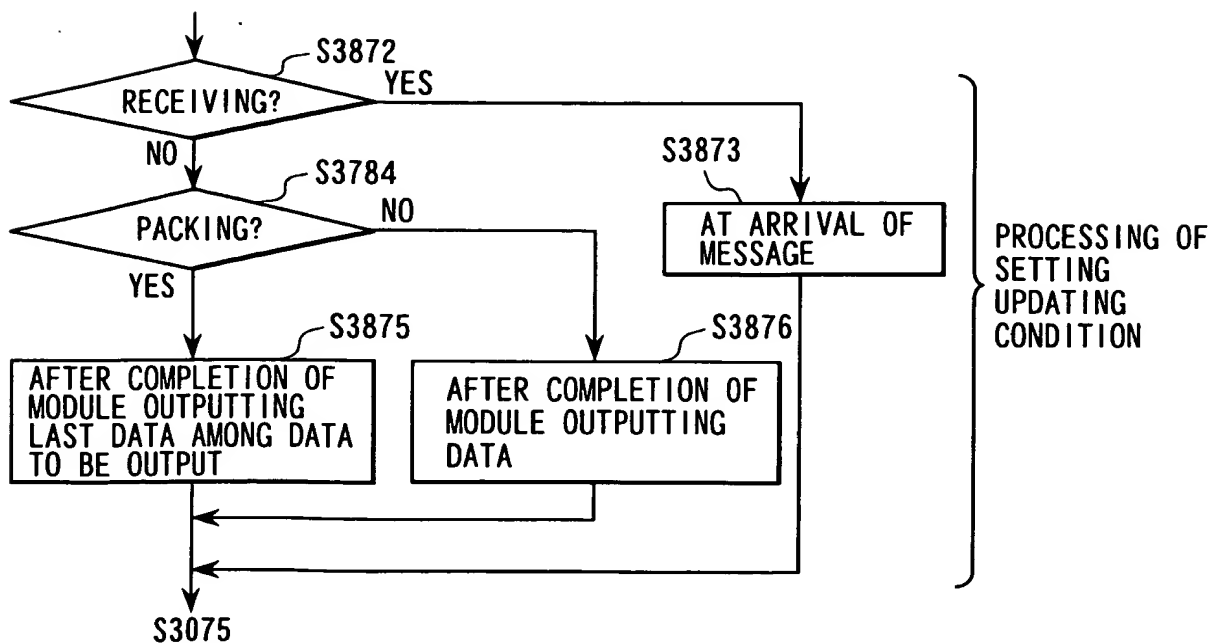 S3872
RECEIVING?
YES
NO
S3784
PACKING?
NO
YES
S3873
AT ARRIVAL OF
MESSAGE
S3875
AFTER COMPLETION OF
MODULE OUTPUTTING
LAST DATA AMONG DATA
TO BE OUTPUT
S3876
AFTER COMPLETION OF
MODULE OUTPUTTING
DATA
PROCESSING OF
SETTING
UPDATING
CONDITION
S3075